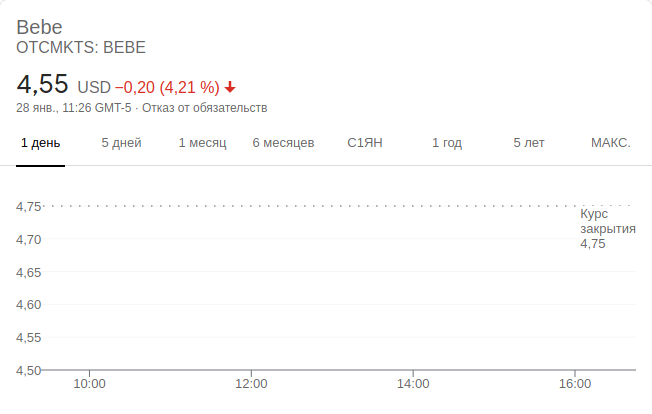 Bebe
OTCMKTS: BEBE
4,55 USD −0,20 (4,21 %)
28 янв., 11:26 GMT-5 · Отказ от обязательств
1 день 5 дней 1 месяц 6 месяцев С1ЯН 1 год 5 лет МАКС.
4,75
Курс
закрытия
4,75
4,70
4,65
4,60
4,55
4,50
10:00 12:00 14:00 16:00